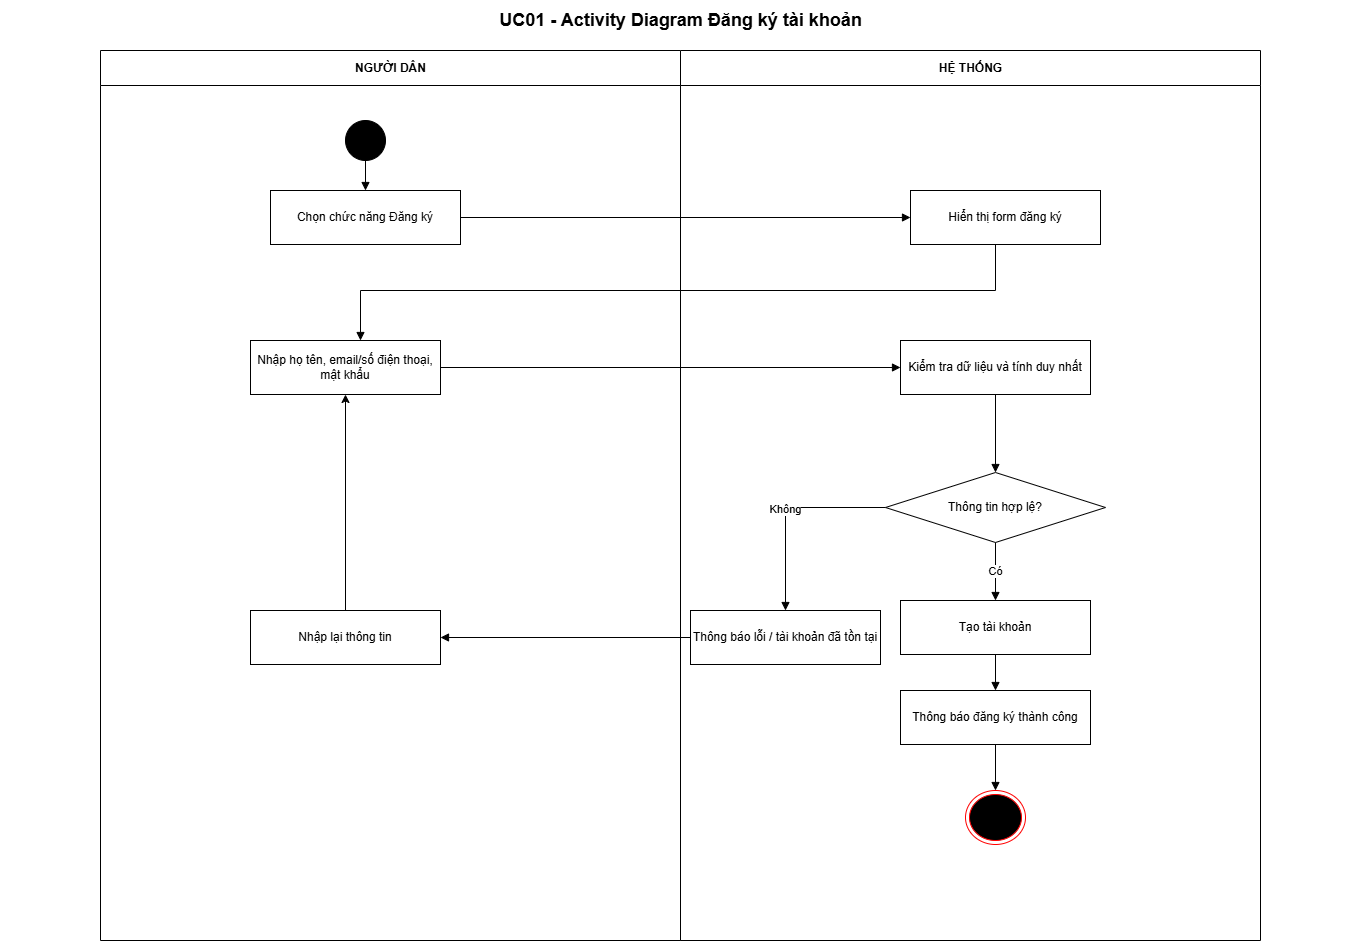 UC01 - Activity Diagram Đăng ký tài khoản
NGƯỜI DÂN
HỆ THỐNG
Chọn chức năng Đăng ký
Hiển thị form đăng ký
Nhập họ tên, email/số điện thoại,
mật khẩu
Kiểm tra dữ liệu và tính duy nhất
Thông tin hợp lệ?
Không
Có
Nhập lại thông tin
Thông báo lỗi / tài khoản đã tồn tại
Tạo tài khoản
Thông báo đăng ký thành công